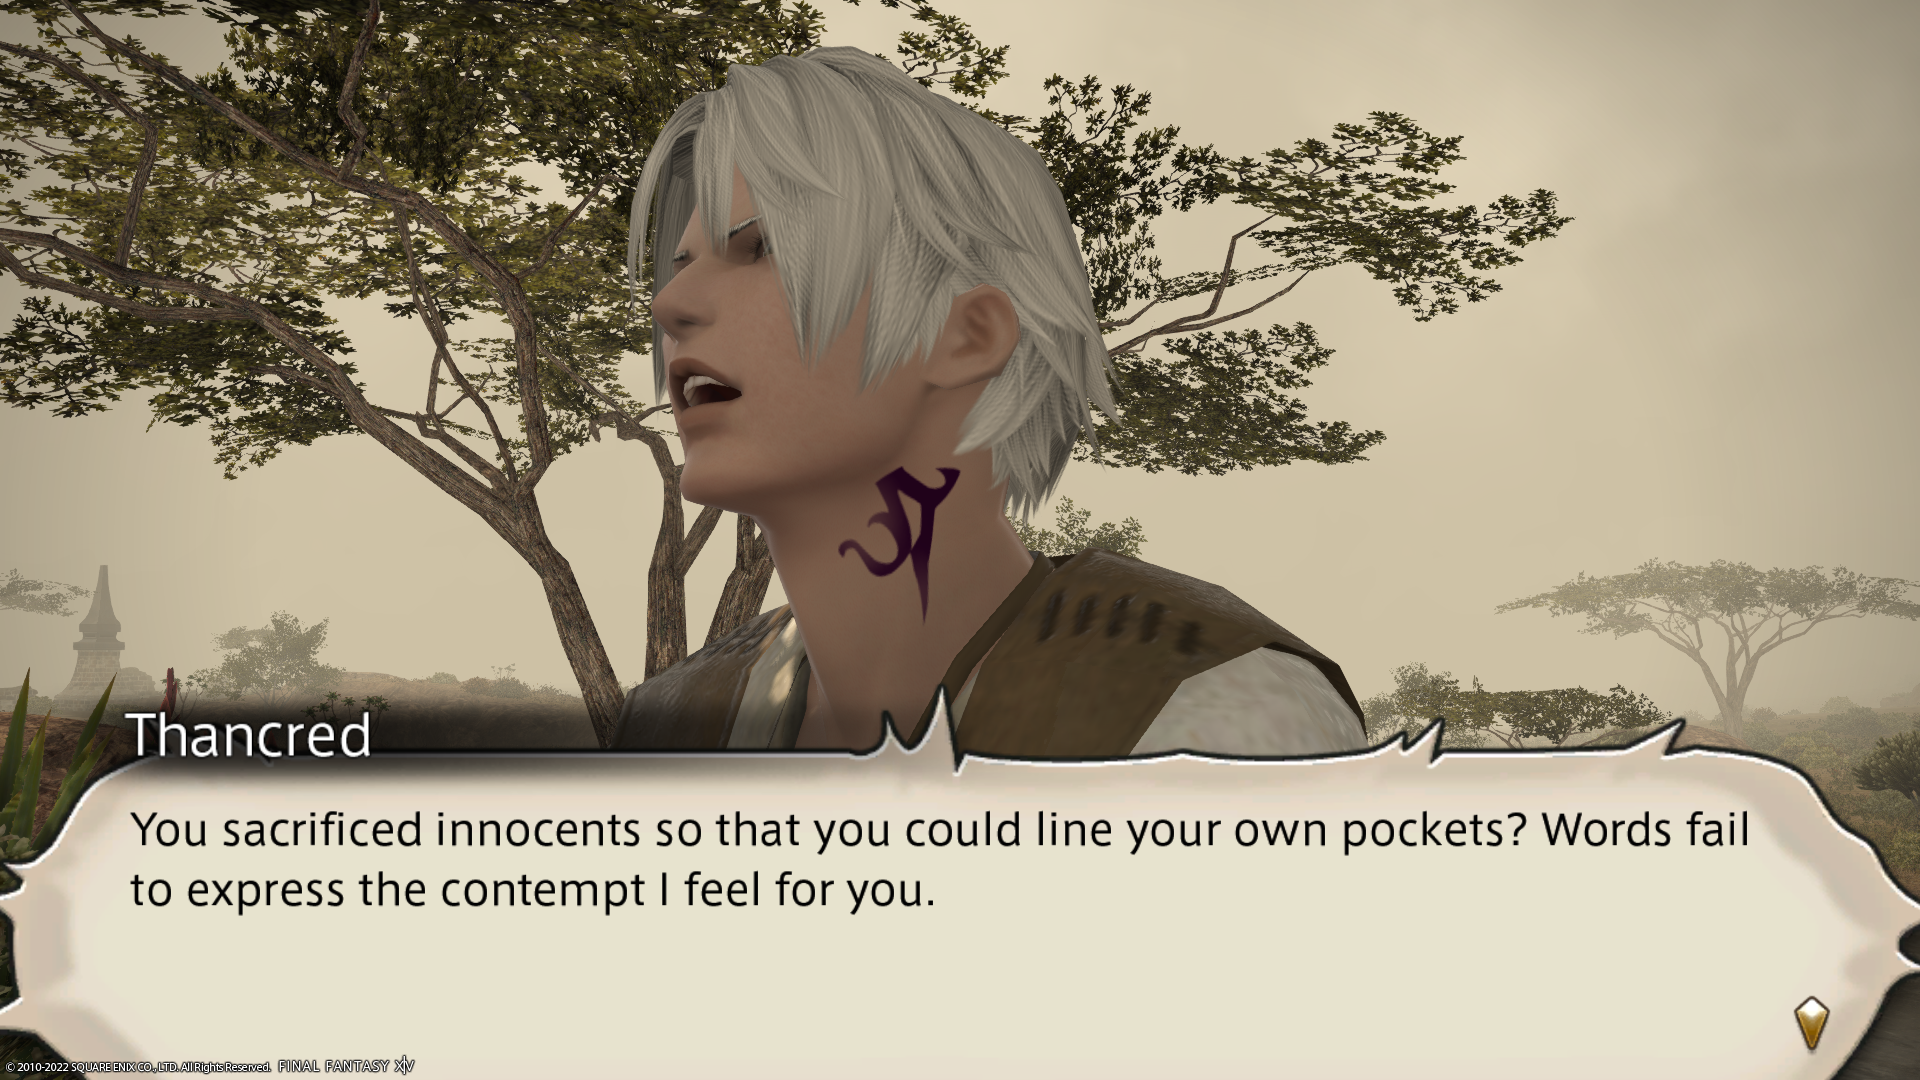 Thancred
You sacrificed innocents so that you could line your own pockets? Words fail
to express the contempt I feel for you.
© 2010-2022 SQUARE ENIX CO., LTD. All Rights Reserved. FINAL FANTASY XIV